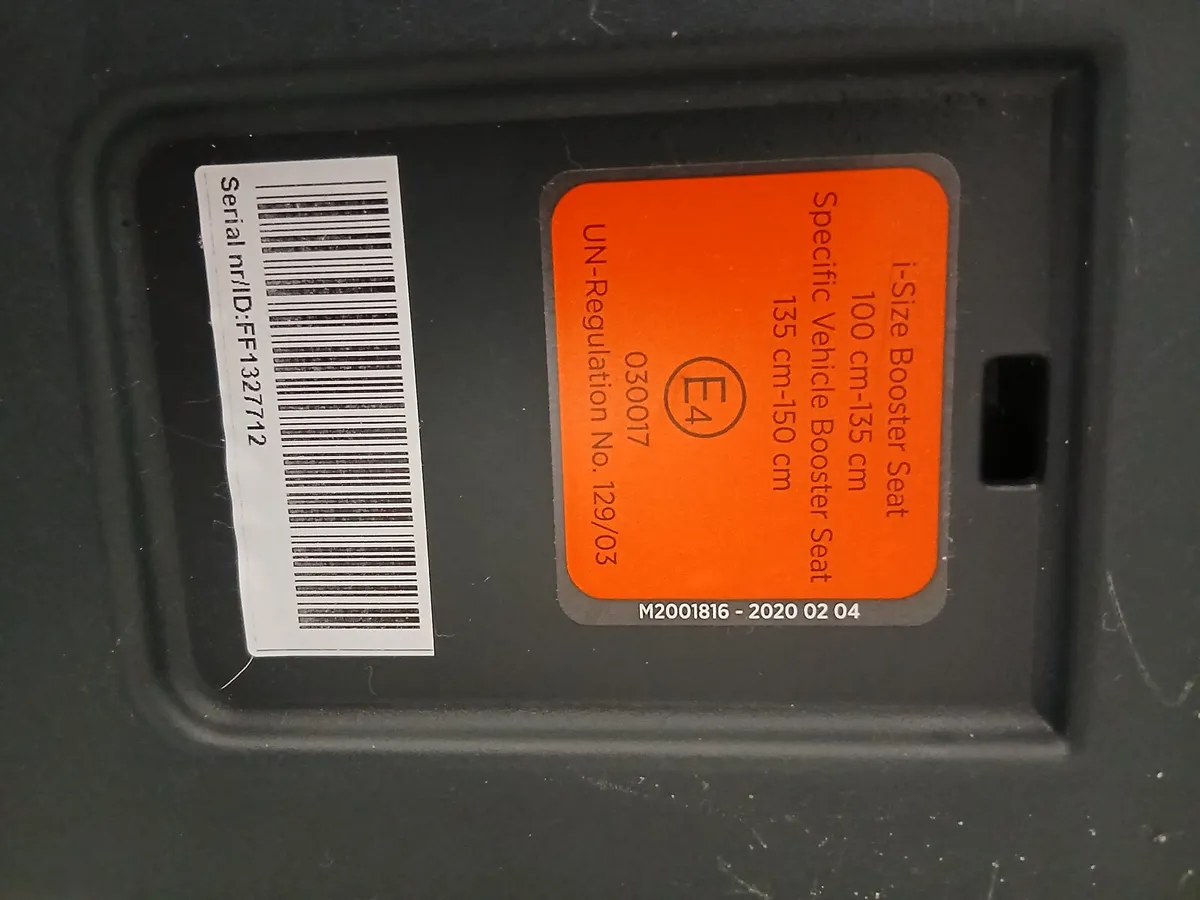 i-Size Booster Seat
100 cm-135 cm
Specific Vehicle Booster Seat
135 cm-150 cm
E4
030017
UN-Regulation No. 129/03
M2001816 - 2020 02 04
Serial nr/ID:FF1327712